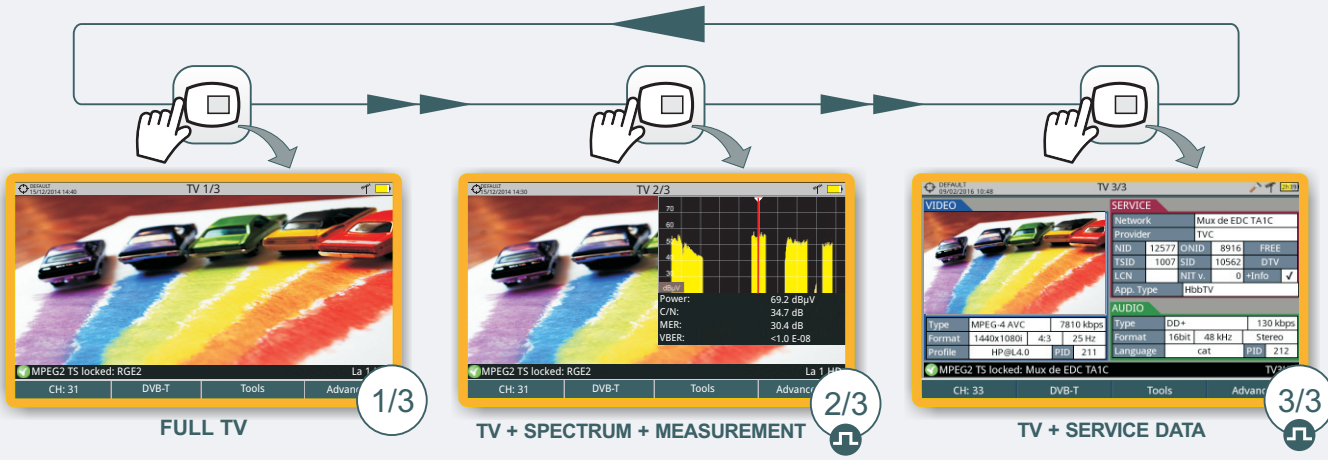 DEFAULT
15/12/2014 14:40
TV 1/3
MPEG2 TS locked: RGE2
La 1
CH: 31
DVB-T
Tools
1/3
FULL TV
DEFAULT
15/12/2014 14:30
TV 2/3
70
60
50
40
30
dBµV
Power: 69.2 dBµV
C/N: 34.7 dB
MER: 30.4 dB
VBER: <1.0 E-08
MPEG2 TS locked: RGE2
La 1 HD
CH: 31
DVB-T
Tools
2/3
TV + SPECTRUM + MEASUREMENT
DEFAULT
09/02/2016 10:48
TV 3/3
VIDEO
Type MPEG-4 AVC 7810 kbps
Format 1440x1080i 4:3 25 Hz
Profile HP@L4.0 PID 211
SERVICE
Network Mux de EDC TA1C
Provider TVC
NID 12577 ONID 8916 FREE
TSID 1007 SID 10562 DTV
LCN NIT v. 0 +Info ✓
App. Type HbbTV
AUDIO
Type DD+ 130 kbps
Format 16bit 48 kHz Stereo
Language cat PID 212
MPEG2 TS locked: Mux de EDC TA1C
CH: 33
DVB-T
Tools
3/3
TV + SERVICE DATA